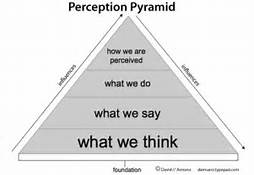 Perception Pyramid
how we are
perceived
influences
influences
what we do
what we say
what we think
foundation